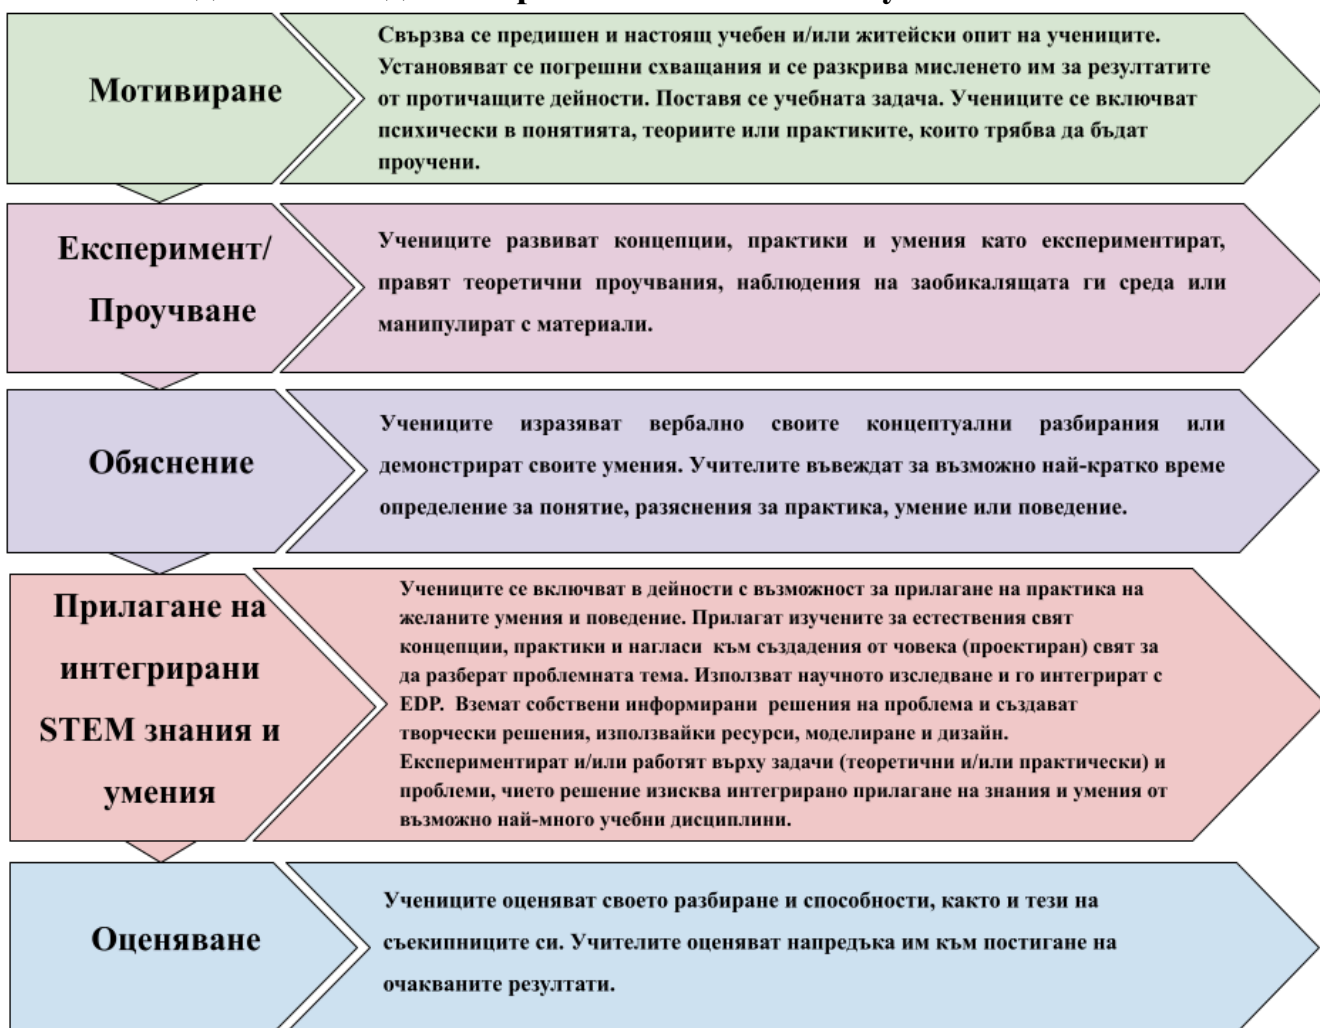 Мотивиране
Свързва се предишен и настоящ учебен и/или житейски опит на учениците.
Установяват се погрешни схващания и се разкрива мисленето им за резултатите
от протичащите дейности. Поставя се учебната задача. Учениците се включват
психически в понятията, теориите или практиките, които трябва да бъдат
проучени.
Експеримент/
Проучване
Учениците развиват концепции, практики и умения като експериментират,
правят теоретични проучвания, наблюдения на заобикалящата ги среда или
манипулират с материали.
Обяснение
Учениците изразяват вербално своите концептуални разбирания или
демонстрират своите умения. Учителите въвеждат за възможно най-кратко време
определение за понятие, разяснения за практика, умение или поведение.
Прилагане на
интегрирани
STEM знания и
умения
Учениците се включват в дейности с възможност за прилагане на практика на
желаните умения и поведение. Прилагат изучените за естествения свят
концепции, практики и нагласи към създадения от човека (проектиран) свят за
да разберат проблемната тема. Използват научното изследване и го интегрират с
EDP. Вземат собствени информирани решения на проблема и създават
творчески решения, използвайки ресурси, моделиране и дизайн.
Експериментират и/или работят върху задачи (теоретични и/или практически) и
проблеми, чието решение изисква интегрирано прилагане на знания и умения от
възможно най-много учебни дисциплини.
Оценяване
Учениците оценяват своето разбиране и способности, както и тези на
съекипниците си. Учителите оценяват напредъка им към постигане на
очакваните резултати.